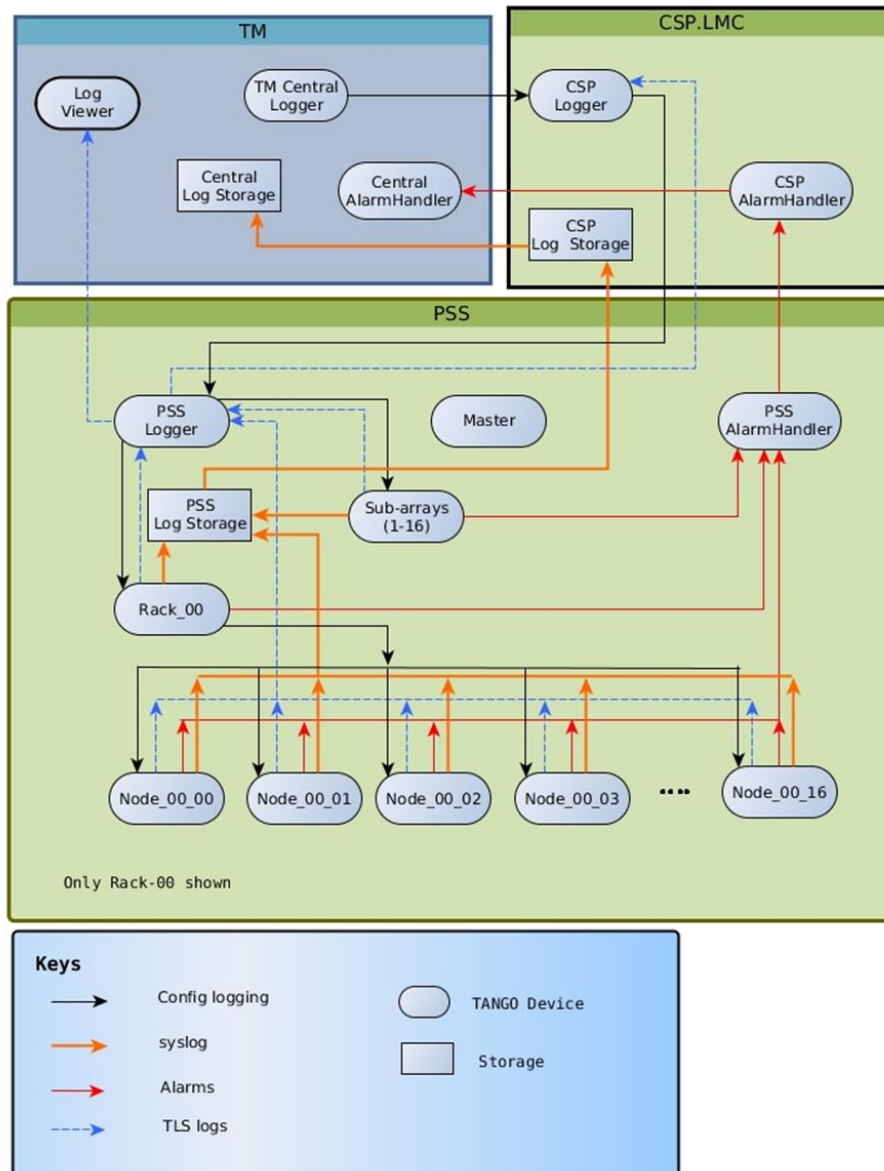 TM
CSP.LMC
Log
Viewer
TM Central
Logger
CSP
Logger
Central
Log Storage
Central
AlarmHandler
CSP
AlarmHandler
CSP
Log Storage
PSS
PSS
Logger
Master
PSS
AlarmHandler
PSS
Log Storage
Sub-arrays
(1-16)
Rack_00
Node_00_00
Node_00_01
Node_00_02
Node_00_03
....
Node_00_16
Only Rack-00 shown
Keys
Config logging
TANGO Device
syslog
Storage
Alarms
TLS logs